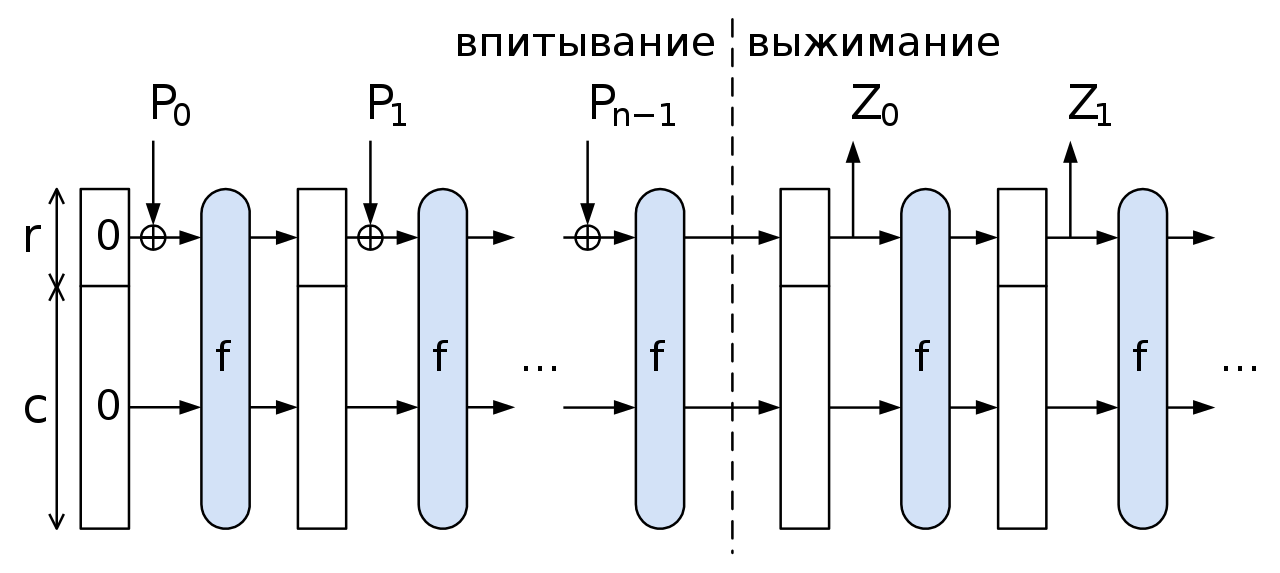 впитывание выжимание
P0 P1 Pn−1 Z0 Z1
r 0
f f f f f
... ...
c 0